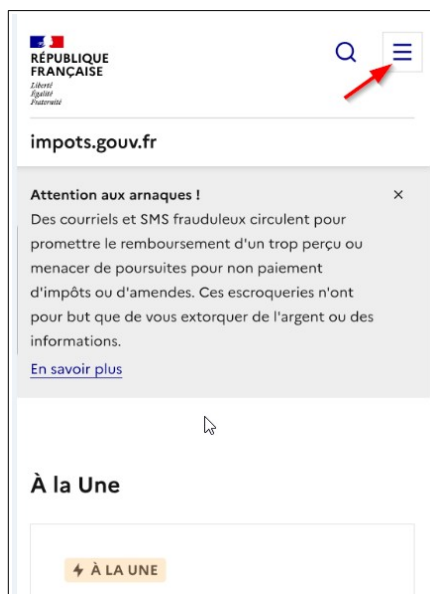 RÉPUBLIQUE
FRANÇAISE
Liberté
Égalité
Fraternité
impots.gouv.fr
Attention aux arnaques !
Des courriels et SMS frauduleux circulent pour
promettre le remboursement d'un trop perçu ou
menacer de poursuites pour non paiement
d'impôts ou d'amendes. Ces escroqueries n'ont
pour but que de vous extorquer de l'argent ou des
informations.
En savoir plus
À la Une
À LA UNE